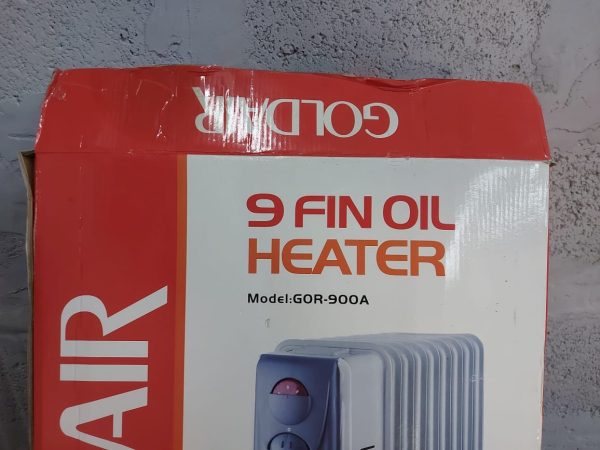 GOLDAIR
9 FIN OIL
HEATER
Model:GOR-900A
AIR